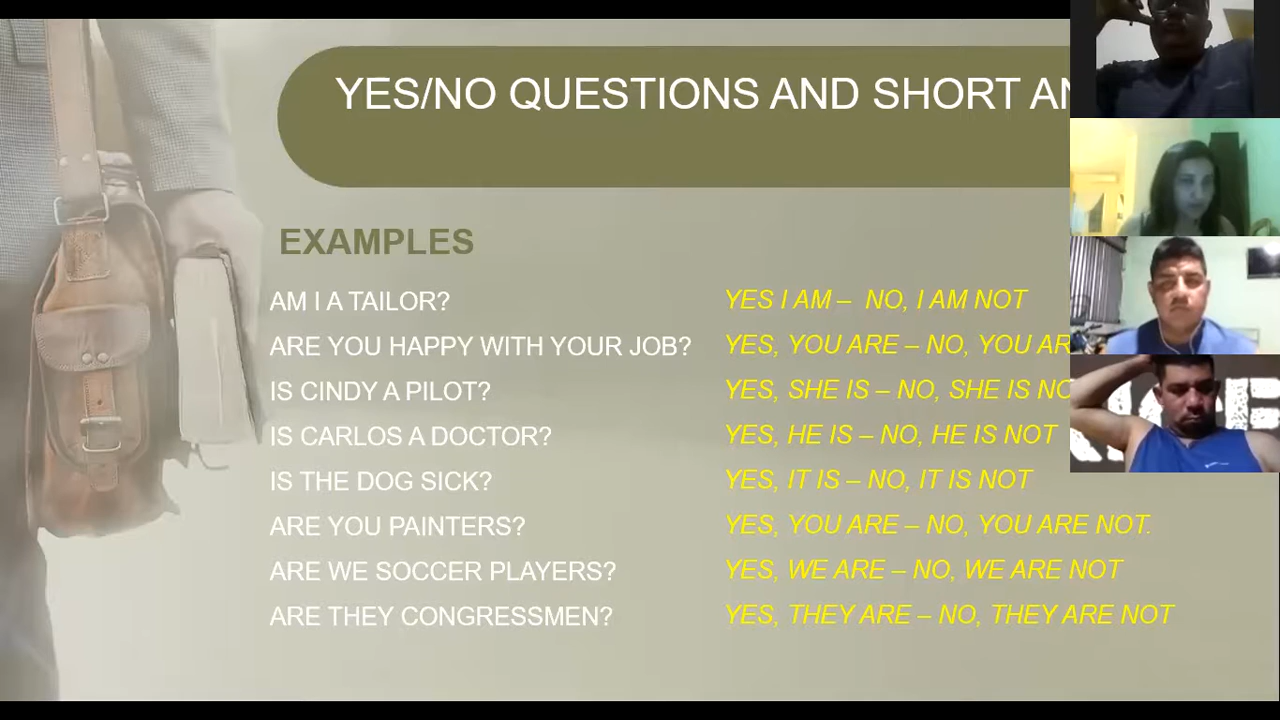 YES/NO QUESTIONS AND SHORT
EXAMPLES
AM I A TAILOR? YES I AM – NO, I AM NOT
ARE YOU HAPPY WITH YOUR JOB? YES, YOU ARE – NO, YOU
IS CINDY A PILOT? YES, SHE IS – NO, SHE IS
IS CARLOS A DOCTOR? YES, HE IS – NO, HE IS NOT
IS THE DOG SICK? YES, IT IS – NO, IT IS NOT
ARE YOU PAINTERS? YES, YOU ARE – NO, YOU ARE NOT.
ARE WE SOCCER PLAYERS? YES, WE ARE – NO, WE ARE NOT
ARE THEY CONGRESSMEN? YES, THEY ARE – NO, THEY ARE NOT